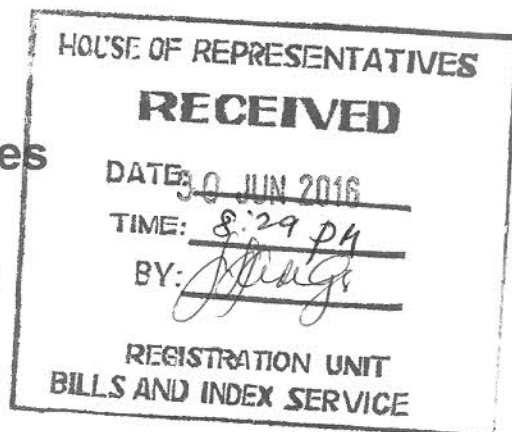 HOUSE OF REPRESENTATIVES
RECEIVED
es
DATE: 30 JUN 2016
TIME: 8:29 PM
BY:
REGISTRATION UNIT
BILLS AND INDEX SERVICE